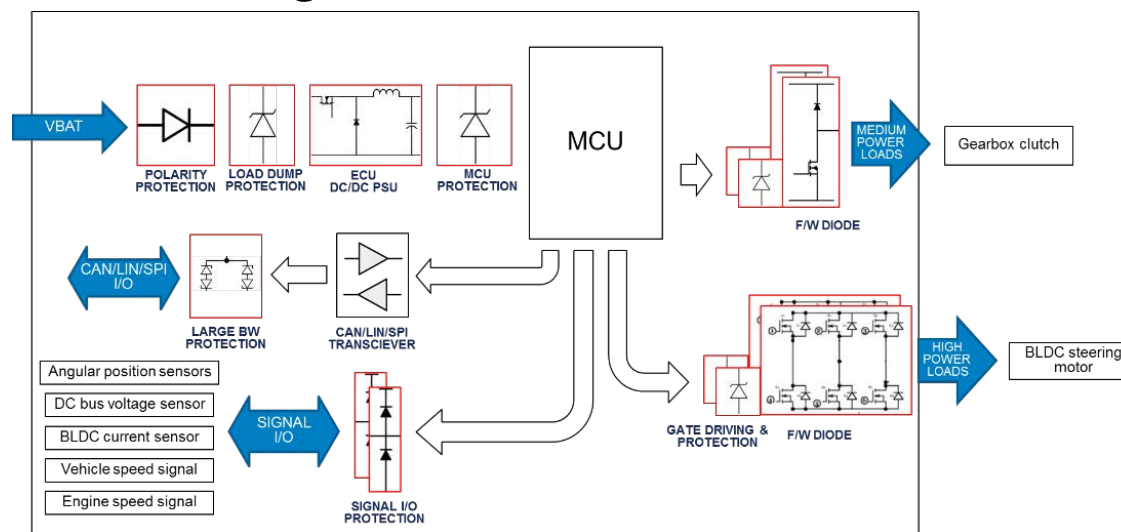 VBAT
POLARITY
PROTECTION
LOAD DUMP
PROTECTION
ECU
DC/DC PSU
MCU
PROTECTION
MCU
MEDIUM
POWER
LOADS
Gearbox clutch
F/W DIODE
CAN/LIN/SPI
I/O
LARGE BW
PROTECTION
CAN/LIN/SPI
TRANSCIEVER
HIGH
POWER
LOADS
BLDC steering
motor
GATE DRIVING &
PROTECTION
F/W DIODE
Angular position sensors
DC bus voltage sensor
BLDC current sensor
Vehicle speed signal
Engine speed signal
SIGNAL
I/O
SIGNAL I/O
PROTECTION